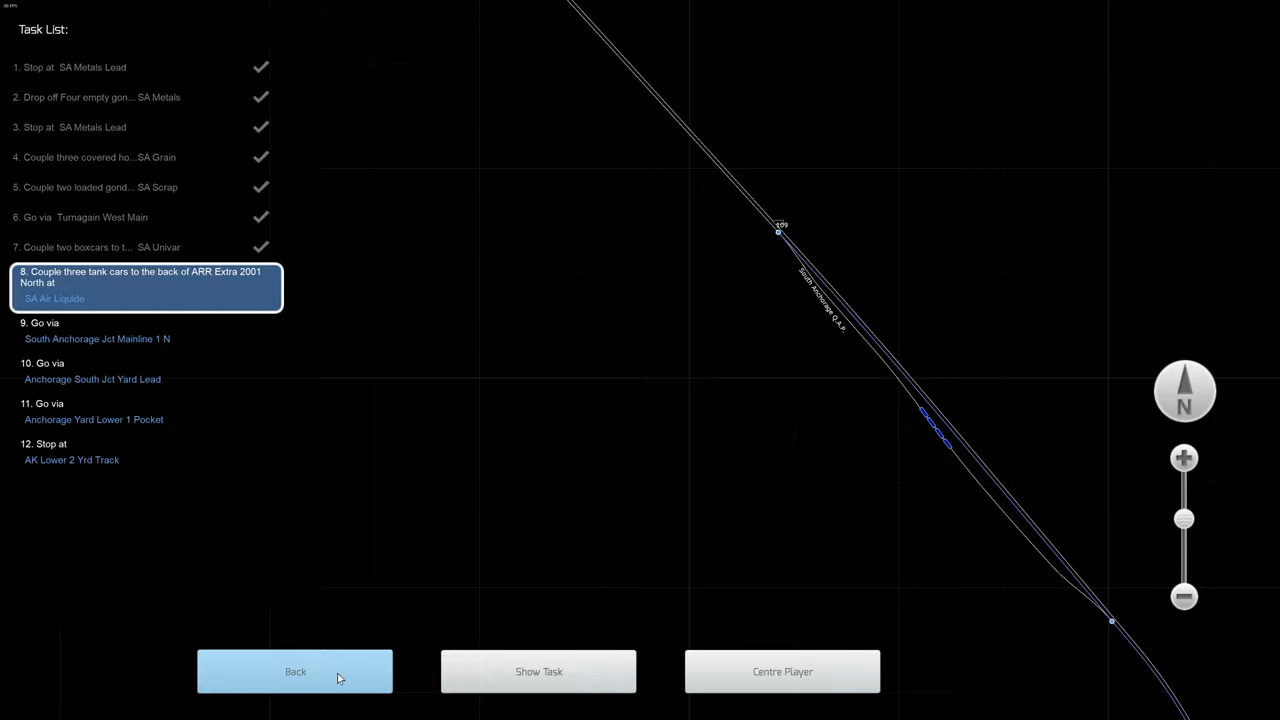 30 FPS
Task List:
1. Stop at  SA Metals Lead
2. Drop off Four empty gon... SA Metals
3. Stop at  SA Metals Lead
4. Couple three covered ho...SA Grain
5. Couple two loaded gond... SA Scrap
6. Go via  Turnagain West Main
7. Couple two boxcars to t...  SA Univar
8. Couple three tank cars to the back of ARR Extra 2001
North at
SA Air Liquide
9. Go via
South Anchorage Jct Mainline 1 N
10. Go via
Anchorage South Jct Yard Lead
11. Go via
Anchorage Yard Lower 1 Pocket
12. Stop at
AK Lower 2 Yrd Track
109
South Anchorage Q.A.P.
N
Back
Show Task
Centre Player